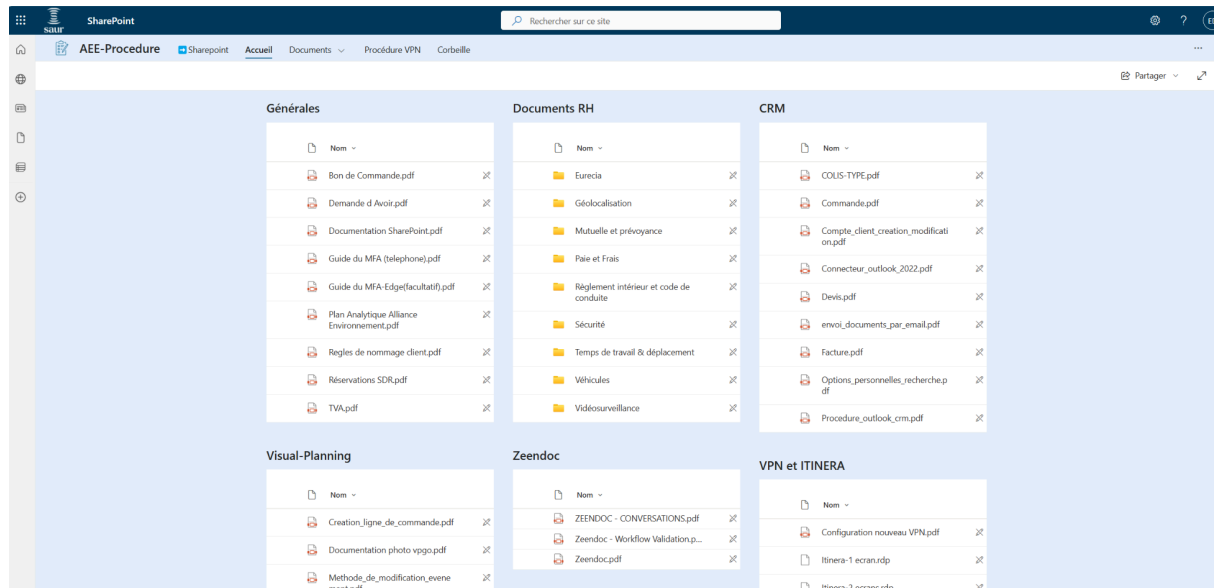 saur
SharePoint
Rechercher sur ce site
?
AEE-Procedure
Sharepoint
Accueil
Documents
Procédure VPN
Corbeille
Partager
Générales
Nom
Bon de Commande.pdf
Demande d Avoir.pdf
Documentation SharePoint.pdf
Guide du MFA (telephone).pdf
Guide du MFA-Edge(facultatif).pdf
Plan Analytique Alliance
Environnement.pdf
Regles de nommage client.pdf
Réservations SDR.pdf
TVA.pdf
Documents RH
Nom
Eurecia
Géolocalisation
Mutuelle et prévoyance
Paie et Frais
Règlement intérieur et code de
conduite
Sécurité
Temps de travail & déplacement
Véhicules
Vidéosurveillance
CRM
Nom
COLIS-TYPE.pdf
Commande.pdf
Compte_client_creation_modificati
on.pdf
Connecteur_outlook_2022.pdf
Devis.pdf
envoi_documents_par_email.pdf
Facture.pdf
Options_personnelles_recherche.p
df
Procedure_outlook_crm.pdf
Visual-Planning
Nom
Creation_ligne_de_commande.pdf
Documentation photo vpgo.pdf
Methode_de_modification_evene
ment.pdf
Zeendoc
Nom
ZEENDOC - CONVERSATIONS.pdf
Zeendoc - Workflow Validation.p...
Zeendoc.pdf
VPN et ITINERA
Nom
Configuration nouveau VPN.pdf
Itinera-1 ecran.rdp
Itinera-2 ecrans.rdp